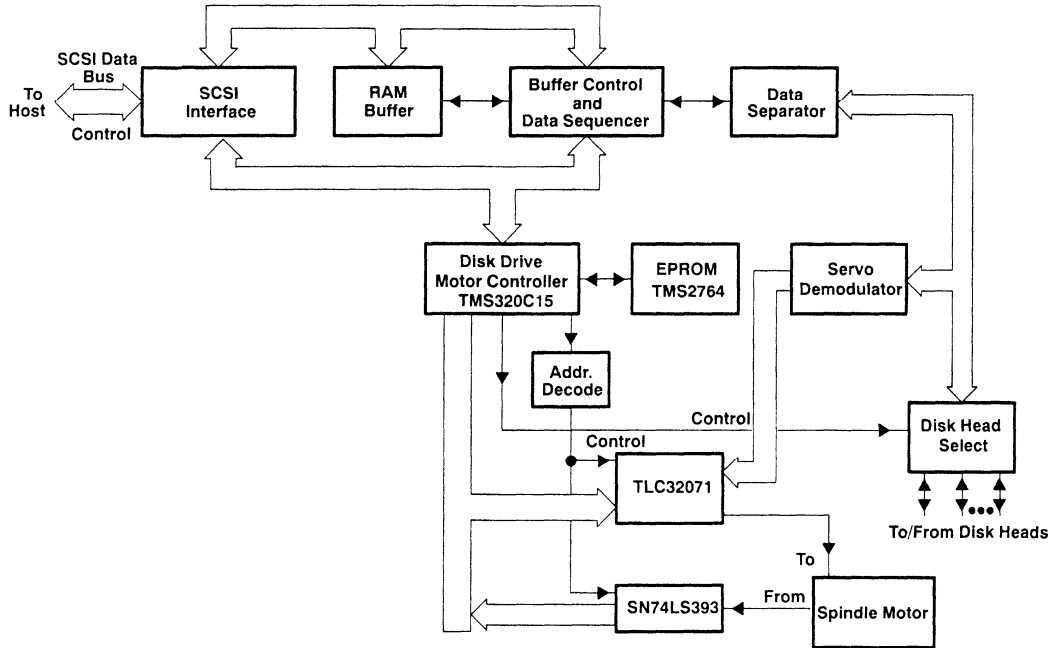 SCSI Data
Bus
To
Host
Control
SCSI
Interface
RAM
Buffer
Buffer Control
and
Data Sequencer
Data
Separator
Disk Drive
Motor Controller
TMS320C15
EPROM
TMS2764
Servo
Demodulator
Addr.
Decode
Control
Disk Head
Select
Control
TLC32071
To/From Disk Heads
To
SN74LS393
From
Spindle Motor